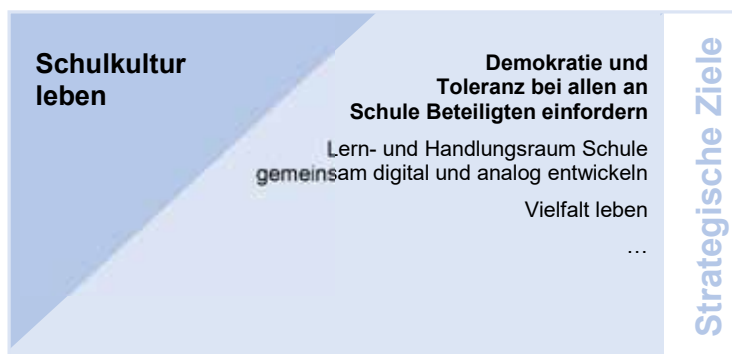 Schulkultur
leben
Demokratie und
Toleranz bei allen an
Schule Beteiligten einfordern
Lern- und Handlungsraum Schule
gemeinsam digital und analog entwickeln
Vielfalt leben
…
Strategische Ziele